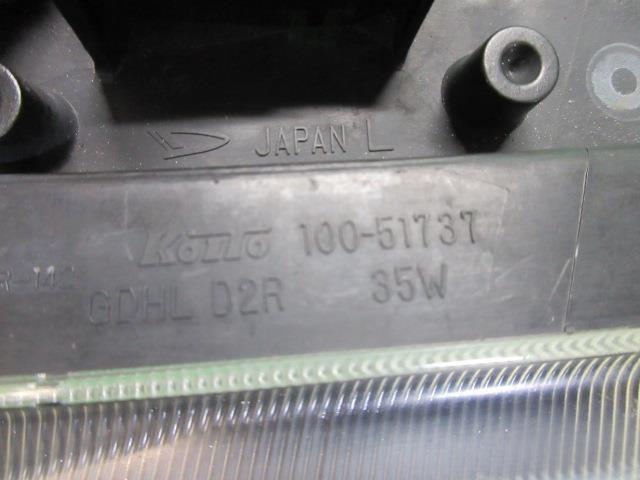 JAPAN L
KOITO 100-51737
GDHL D2R 35W